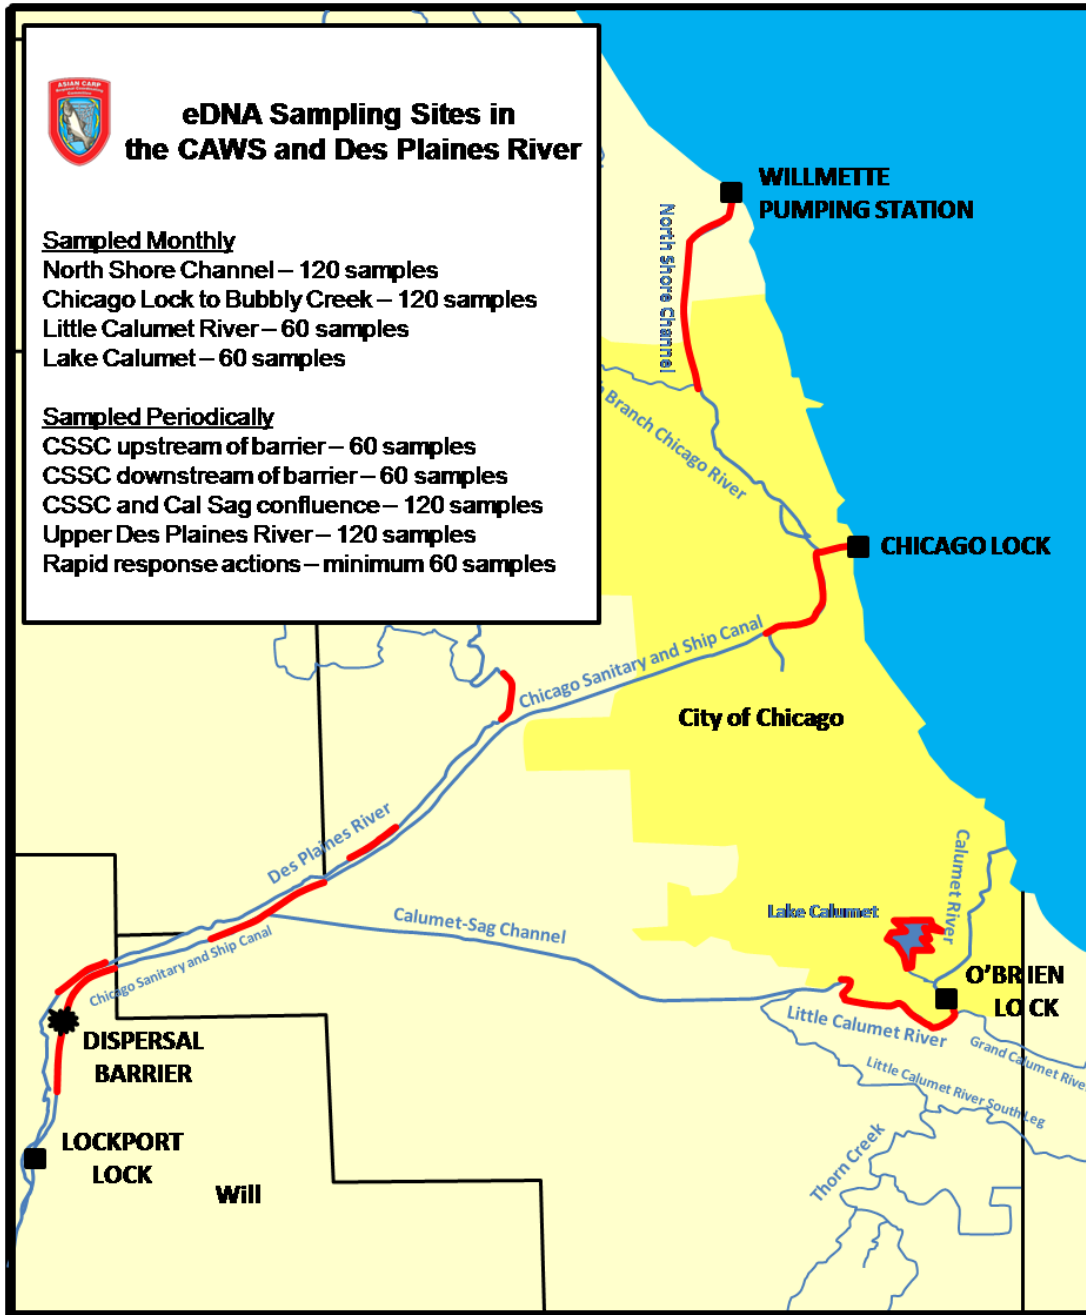 ASIAN CARP
Regional Coordinating
Committee
eDNA Sampling Sites in
the CAWS and Des Plaines River
Sampled Monthly
North Shore Channel – 120 samples
Chicago Lock to Bubbly Creek – 120 samples
Little Calumet River – 60 samples
Lake Calumet – 60 samples
Sampled Periodically
CSSC upstream of barrier – 60 samples
CSSC downstream of barrier – 60 samples
CSSC and Cal Sag confluence – 120 samples
Upper Des Plaines River – 120 samples
Rapid response actions – minimum 60 samples
WILLMETTE
PUMPING STATION
North Shore Channel
Branch Chicago River
CHICAGO LOCK
Chicago Sanitary and Ship Canal
City of Chicago
Des Plaines River
Calumet River
Lake Calumet
Calumet-Sag Channel
Chicago Sanitary and Ship Canal
O'BRIEN
LOCK
Little Calumet River
Grand Calumet River
DISPERSAL
BARRIER
Little Calumet River South Leg
Thorn Creek
LOCKPORT
LOCK
Will